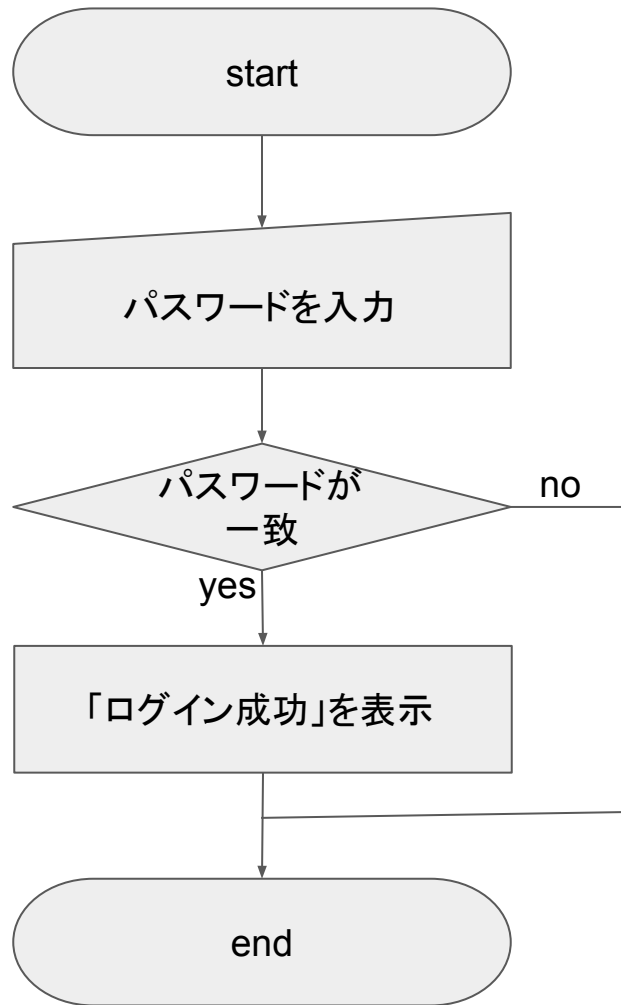 start
パスワードを入力
パスワードが
一致
no
yes
「ログイン成功」を表示
end